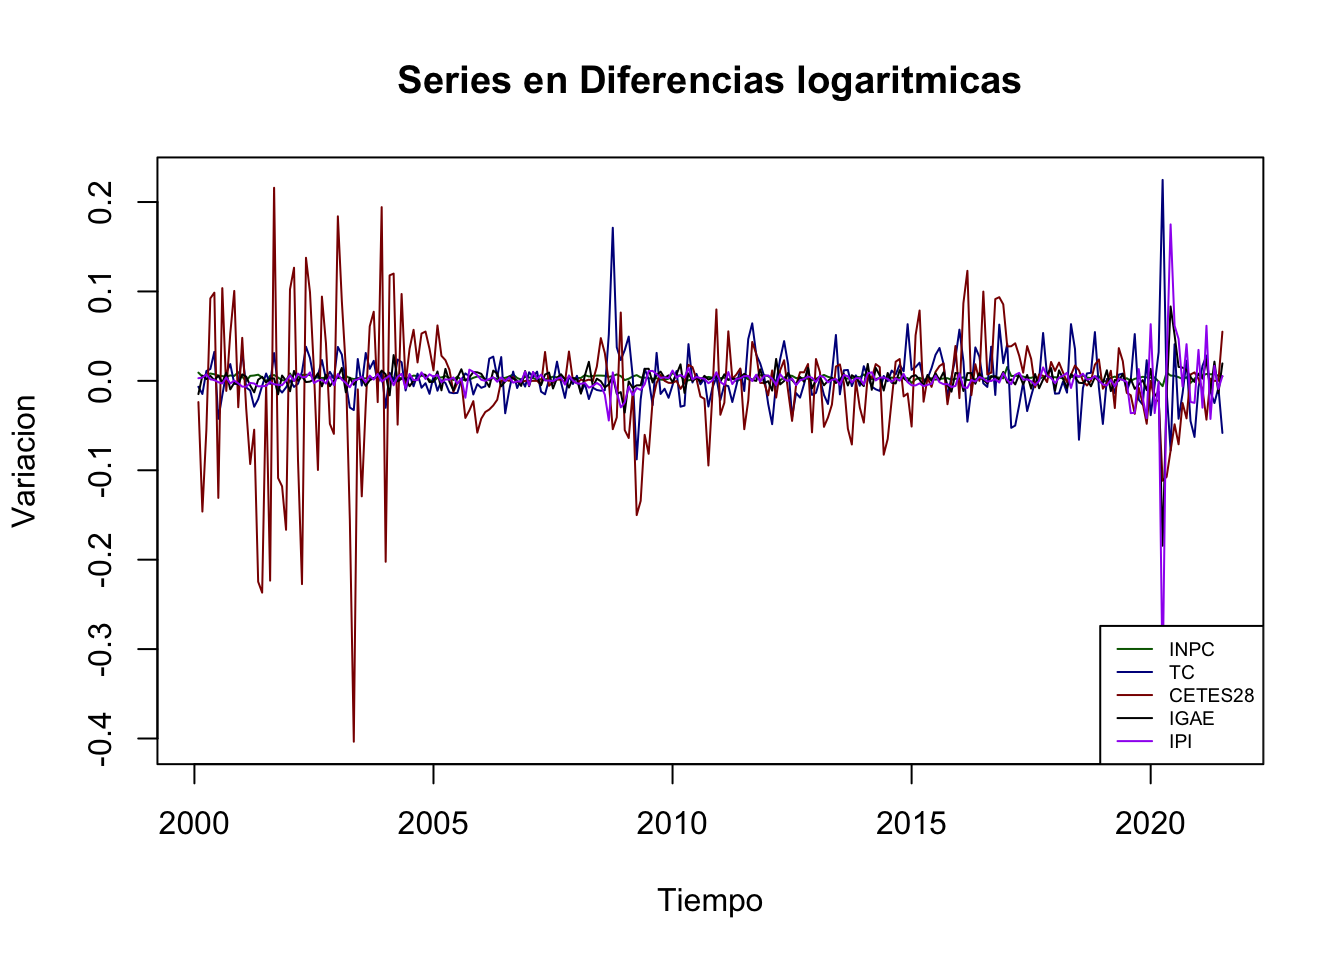 Series en Diferencias logaritmicas
Variacion
0.2
0.1
0.0
-0.1
-0.2
-0.3
-0.4
INPC
TC
CETES28
IGAE
IPI
2000 2005 2010 2015 2020
Tiempo